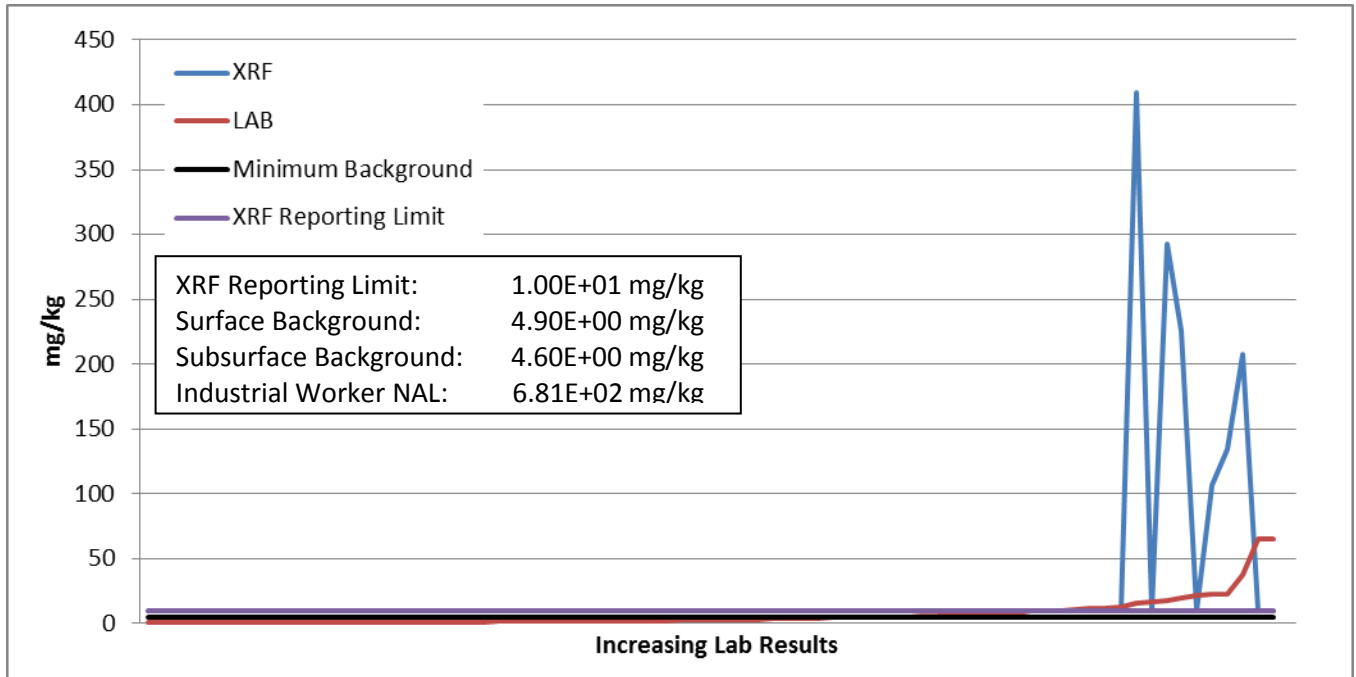 450
400
350
300
250
200
150
100
50
0
mg/kg
XRF
LAB
Minimum Background
XRF Reporting Limit
XRF Reporting Limit: 1.00E+01 mg/kg
Surface Background: 4.90E+00 mg/kg
Subsurface Background: 4.60E+00 mg/kg
Industrial Worker NAL: 6.81E+02 mg/kg
Increasing Lab Results